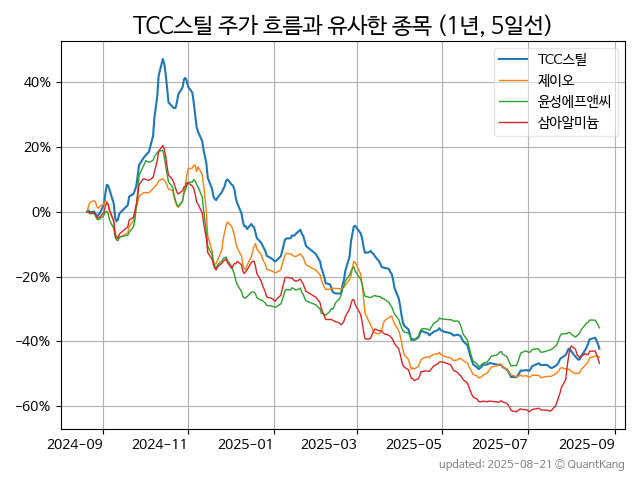 TCC스틸 주가 흐름과 유사한 종목 (1년, 5일선)
TCC스틸
제이오
윤성에프앤씨
삼아알미늄
40%
20%
0%
−20%
−40%
−60%
2024-09 2024-11 2025-01 2025-03 2025-05 2025-07 2025-09
updated: 2025-08-21 © QuantKang